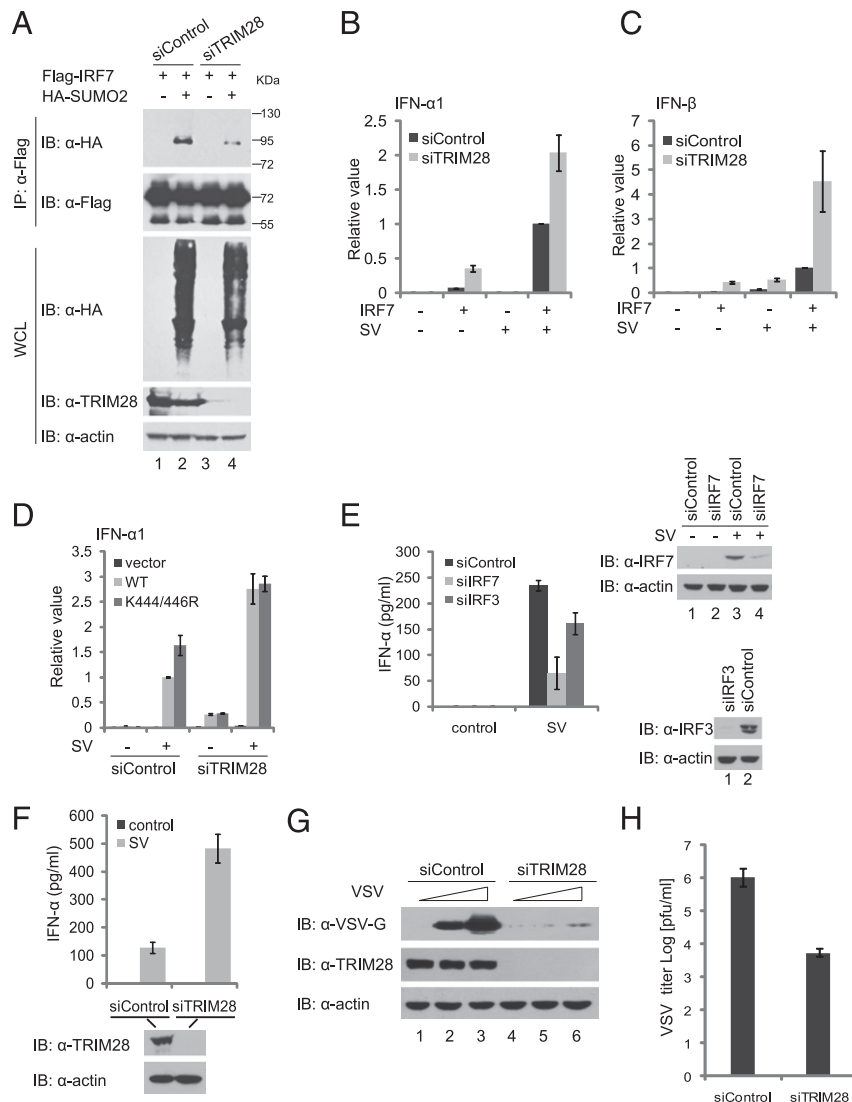 A
siControl
siTRIM28
Flag-IRF7 + + + +
HA-SUMO2 - + - +
KDa
130
IB: α-HA
95
72
IP: α-Flag
IB: α-Flag
72
55
IB: α-HA
WCL
IB: α-TRIM28
IB: α-actin
1 2 3 4
B
IFN-α1
siControl
siTRIM28
Relative value
2.5
2
1.5
1
0.5
0
IRF7 - + - +
SV - - + +
C
IFN-β
siControl
siTRIM28
Relative value
7
6
5
4
3
2
1
0
- + - +
- - + +
D
IFN-α1
vector
WT
K444/446R
Relative value
3.5
3
2.5
2
1.5
1
0.5
0
SV - + - +
siControl siTRIM28
E
siControl
siIRF7
siIRF3
IFN-α (pg/ml)
300
250
200
150
100
50
0
control SV
siControl
siIRF7
siControl
siIRF7
SV
- - + +
IB: α-IRF7
IB: α-actin
1 2 3 4
siIRF3
siControl
IB: α-IRF3
IB: α-actin
1 2
F
control
SV
IFN-α (pg/ml)
600
500
400
300
200
100
0
siControl siTRIM28
IB: α-TRIM28
IB: α-actin
G
siControl siTRIM28
VSV
IB: α-VSV-G
IB: α-TRIM28
IB: α-actin
1 2 3 4 5 6
H
VSV titer Log [pfu/ml]
7
6
5
4
3
2
1
0
siControl siTRIM28